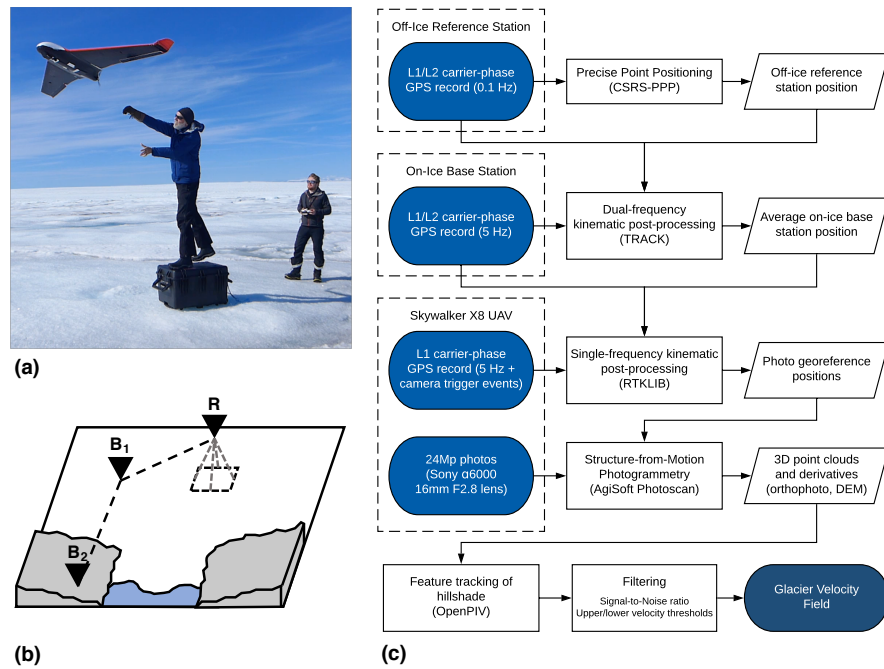 (a)
R
B1
B2
(b)
Off-Ice Reference Station
L1/L2 carrier-phase
GPS record (0.1 Hz)
Precise Point Positioning
(CSRS-PPP)
Off-ice reference
station position
On-Ice Base Station
L1/L2 carrier-phase
GPS record (5 Hz)
Dual-frequency
kinematic post-processing
(TRACK)
Average on-ice base
station position
Skywalker X8 UAV
L1 carrier-phase
GPS record (5 Hz +
camera trigger events)
Single-frequency kinematic
post-processing
(RTKLIB)
Photo georeference
positions
24Mp photos
(Sony α6000
16mm F2.8 lens)
Structure-from-Motion
Photogrammetry
(AgiSoft Photoscan)
3D point clouds
and derivatives
(orthophoto, DEM)
Feature tracking of
hillshade
(OpenPIV)
Filtering
Signal-to-Noise ratio
Upper/lower velocity thresholds
Glacier Velocity
Field
(c)